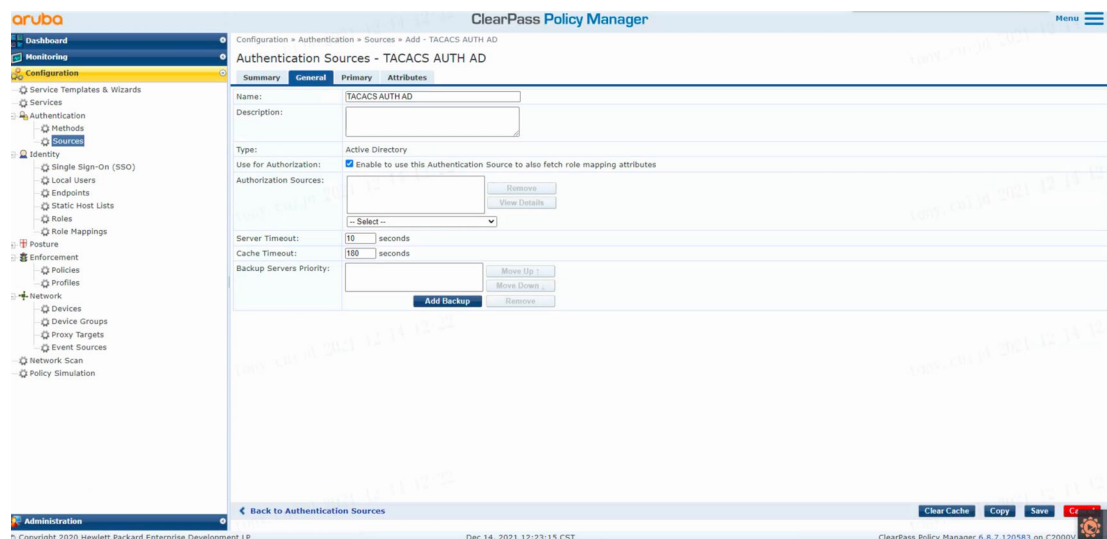 aruba
ClearPass Policy Manager
Menu
Dashboard
Monitoring
Configuration
Service Templates & Wizards
Services
Authentication
Methods
Sources
Identity
Single Sign-On (SSO)
Local Users
Endpoints
Static Host Lists
Roles
Role Mappings
Posture
Enforcement
Policies
Profiles
Network
Devices
Device Groups
Proxy Targets
Event Sources
Network Scan
Policy Simulation
Administration
Configuration » Authentication » Sources » Add - TACACS AUTH AD
Authentication Sources - TACACS AUTH AD
Summary General Primary Attributes
Name: TACACS AUTH AD
Description:
Type: Active Directory
Use for Authorization: Enable to use this Authentication Source to also fetch role mapping attributes
Authorization Sources:
Remove
View Details
-- Select --
Server Timeout: 10 seconds
Cache Timeout: 180 seconds
Backup Servers Priority:
Move Up ↑
Move Down ↓
Add Backup Remove
Back to Authentication Sources
Clear Cache Copy Save
© Copyright 2020 Hewlett Packard Enterprise Development LP Dec 14, 2021 12:23:15 CST ClearPass Policy Manager 6.8.7.120583 on C2000V